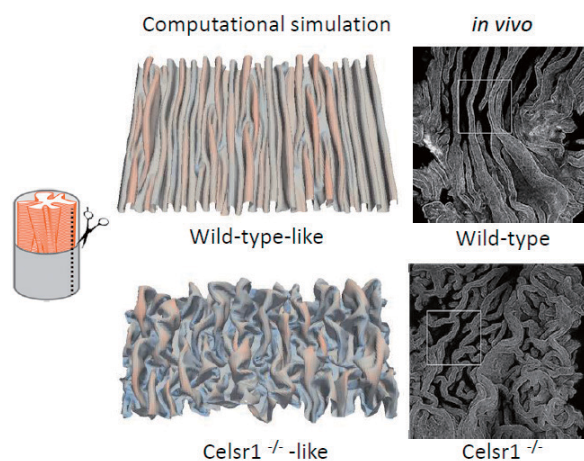 Computational simulation
in vivo
Wild-type-like
Wild-type
Celsr1 -/- -like
Celsr1 -/-